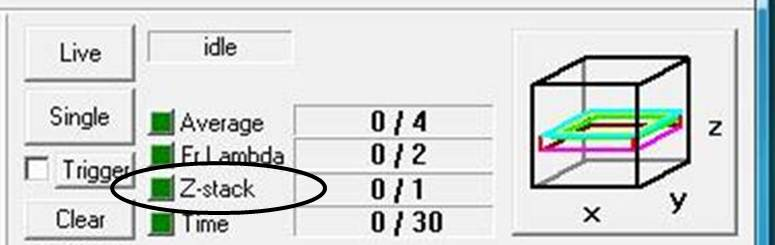 Live
idle
Single
Average 0 / 4
Fr.Lambda 0 / 2
Trigger
Z-stack 0 / 1
Clear
Time 0 / 30
z
y
x